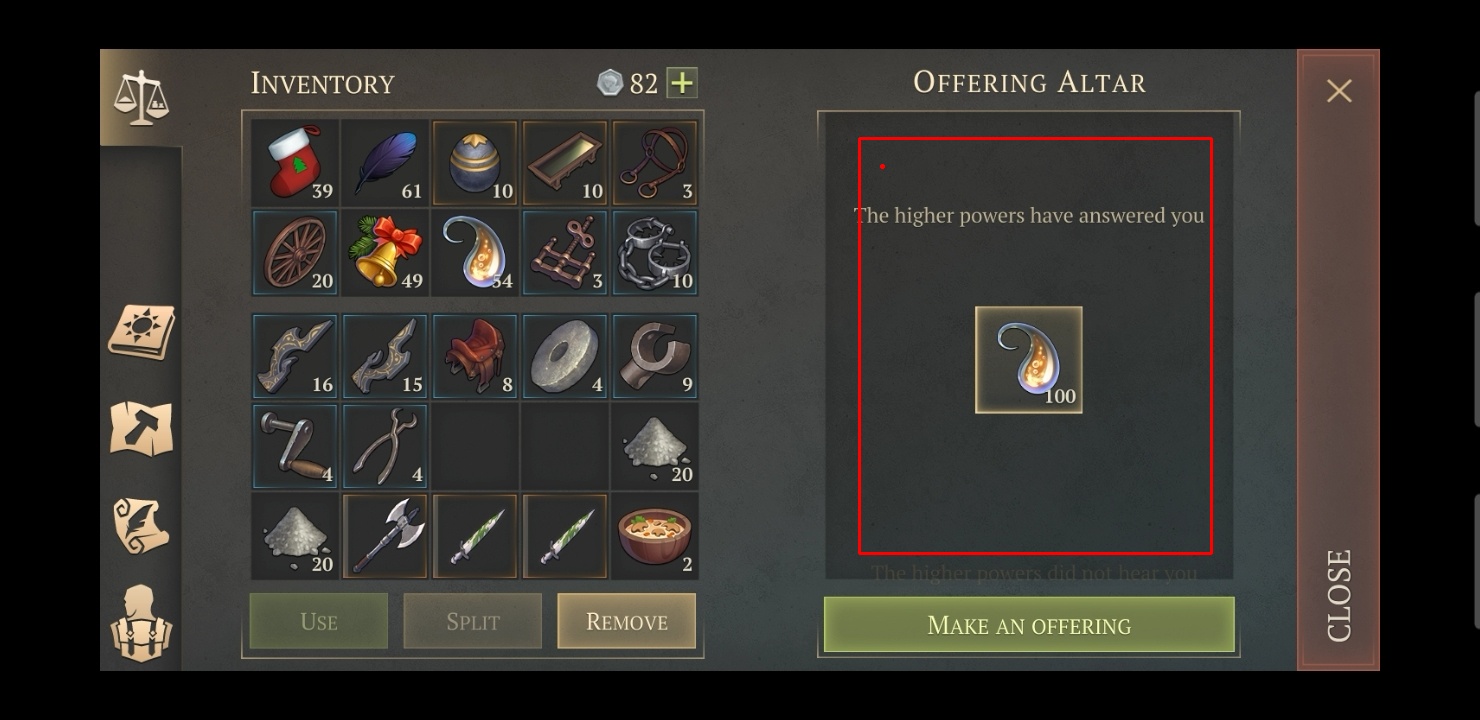 INVENTORY
82
OFFERING ALTAR
39
61
10
10
3
20
49
54
3
10
16
15
8
4
9
4
4
20
20
2
The higher powers have answered you
100
The higher powers did not hear you
USE
SPLIT
REMOVE
MAKE AN OFFERING
CLOSE